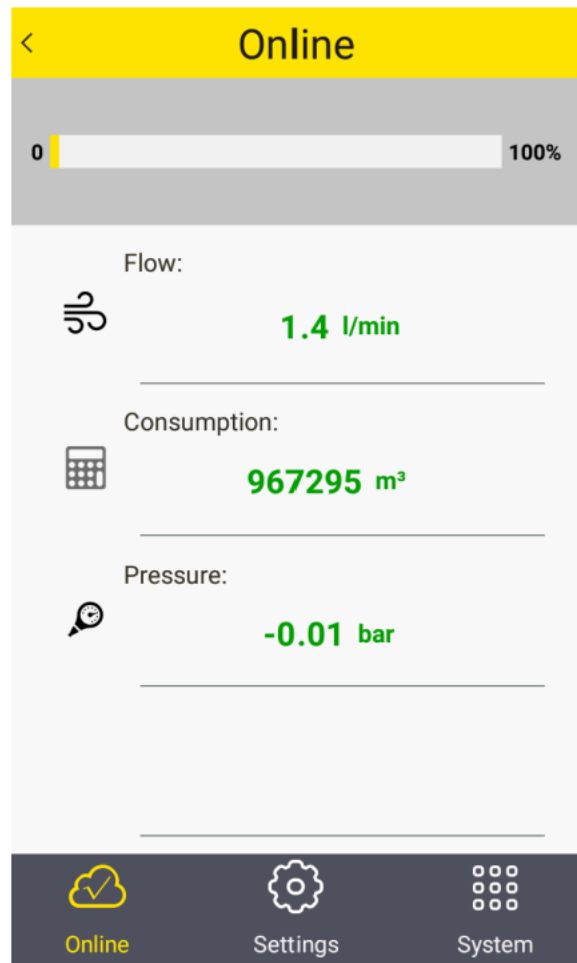 Online
0 100%
Flow:
1.4 l/min
Consumption:
967295 m³
Pressure:
-0.01 bar
Online Settings System